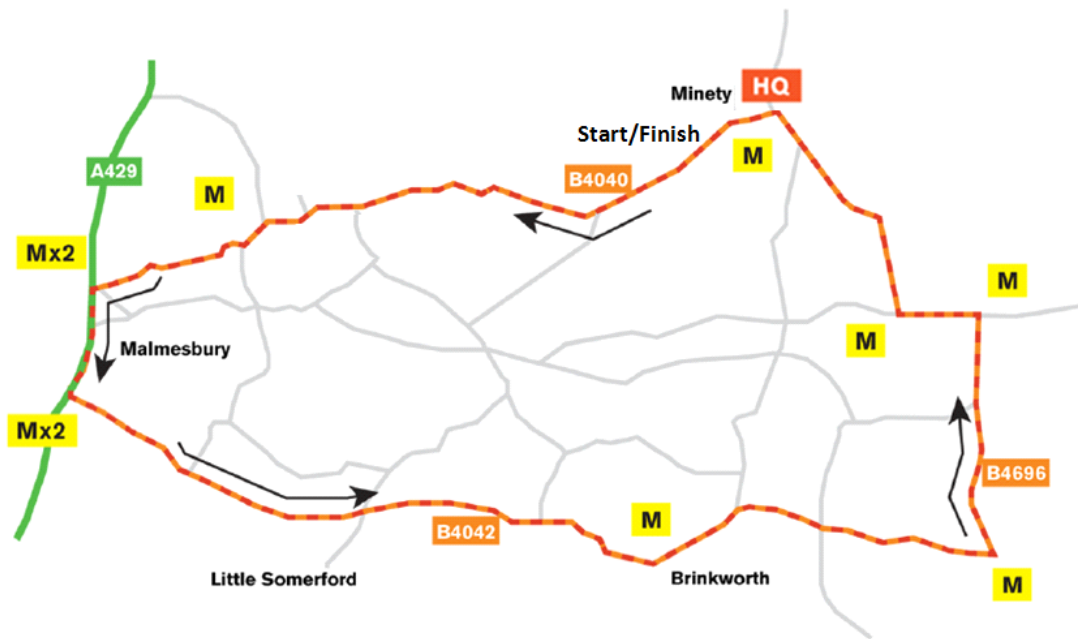 HQ
Minety
Start/Finish
M
A429
B4040
M
Mx2
M
M
Malmesbury
Mx2
B4696
M
B4042
Little Somerford
Brinkworth
M